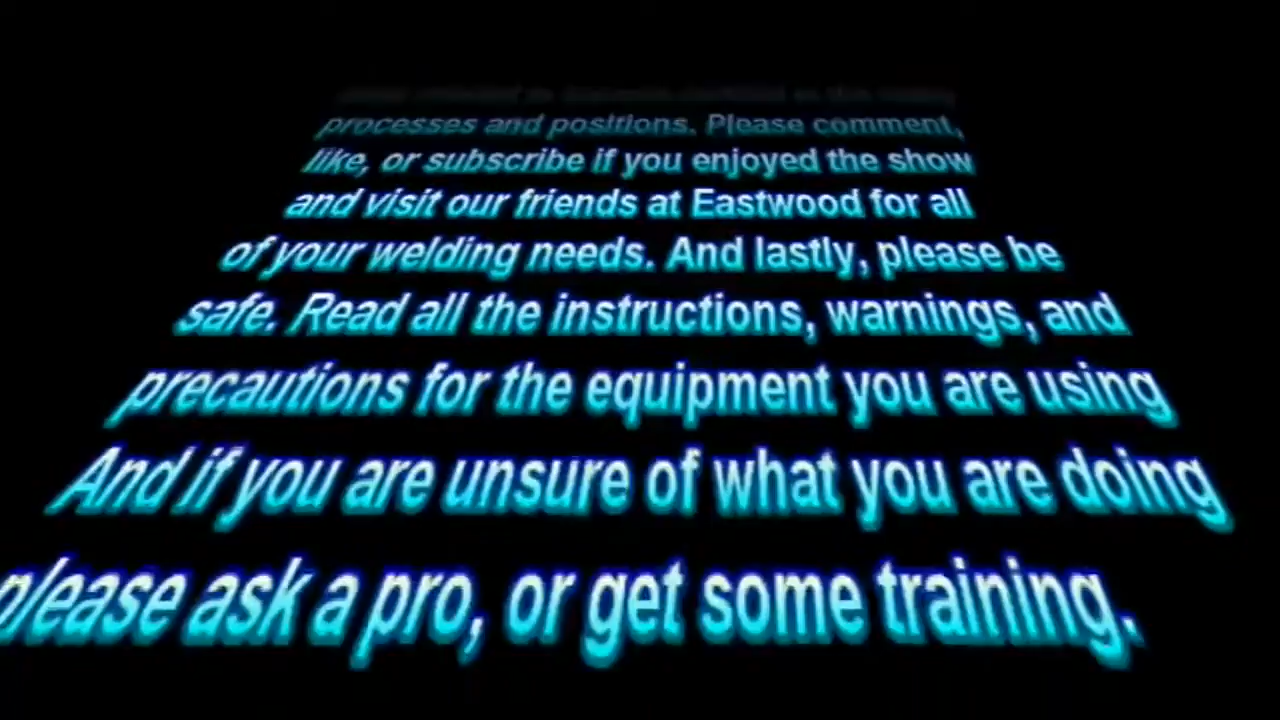 processes and positions. Please comment,
like, or subscribe if you enjoyed the show
and visit our friends at Eastwood for all
of your welding needs. And lastly, please be
safe. Read all the instructions, warnings, and
precautions for the equipment you are using
And if you are unsure of what you are doing
please ask a pro, or get some training.